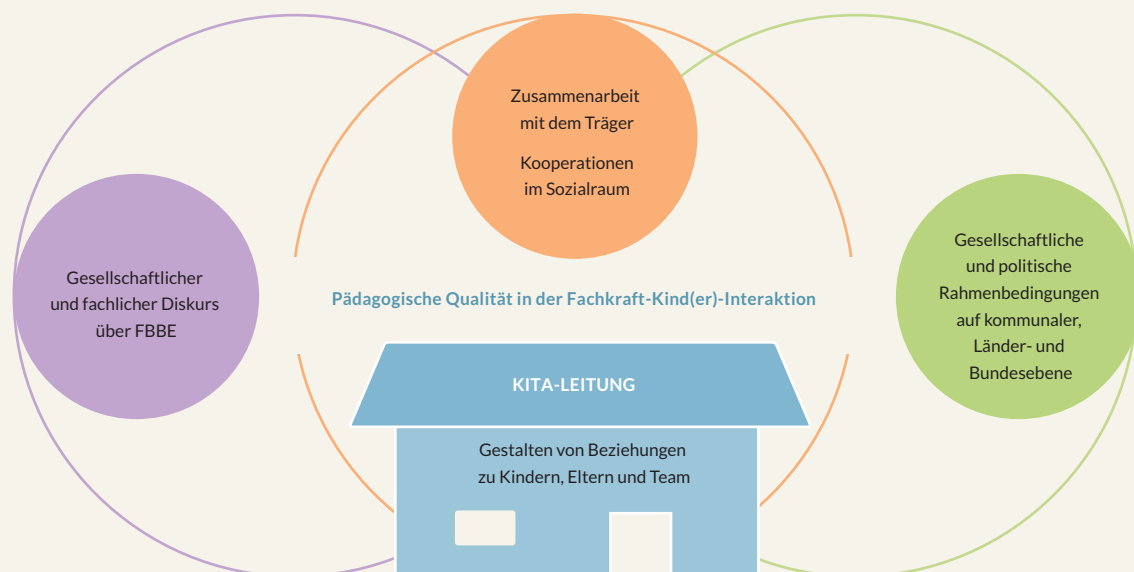 Zusammenarbeit
mit dem Träger
Kooperationen
im Sozialraum
Gesellschaftlicher
und fachlicher Diskurs
über FBBE
Pädagogische Qualität in der Fachkraft-Kind(er)-Interaktion
Gesellschaftliche
und politische
Rahmenbedingungen
auf kommunaler,
Länder- und
Bundesebene
KITA-LEITUNG
Gestalten von Beziehungen
zu Kindern, Eltern und Team